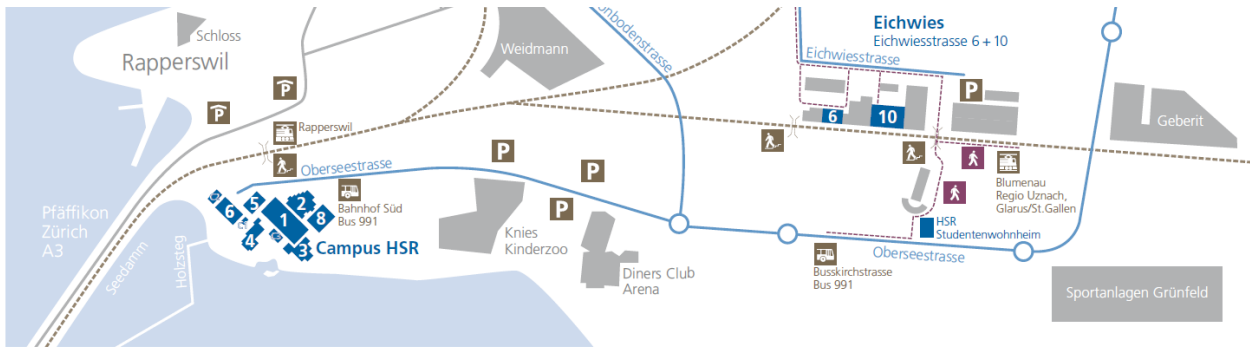 Schloss
Rapperswil
Weidmann
onbodenstrasse
Eichwies
Eichwiesstrasse 6 + 10
Eichwiesstrasse
P
P
P
6
10
Geberit
Rapperswil
Oberseestrasse
P
P
P
Bahnhof Süd
Bus 991
6
5
2
1
8
4
3
Campus HSR
Pfäffikon
Zürich
A3
Seedamm
Holzsteg
Knies
Kinderzoo
Diners Club
Arena
Blumenau
Regio Uznach,
Glarus/St.Gallen
HSR
Studentenwohnheim
Busskirchstrasse
Bus 991
Oberseestrasse
Sportanlagen Grünfeld